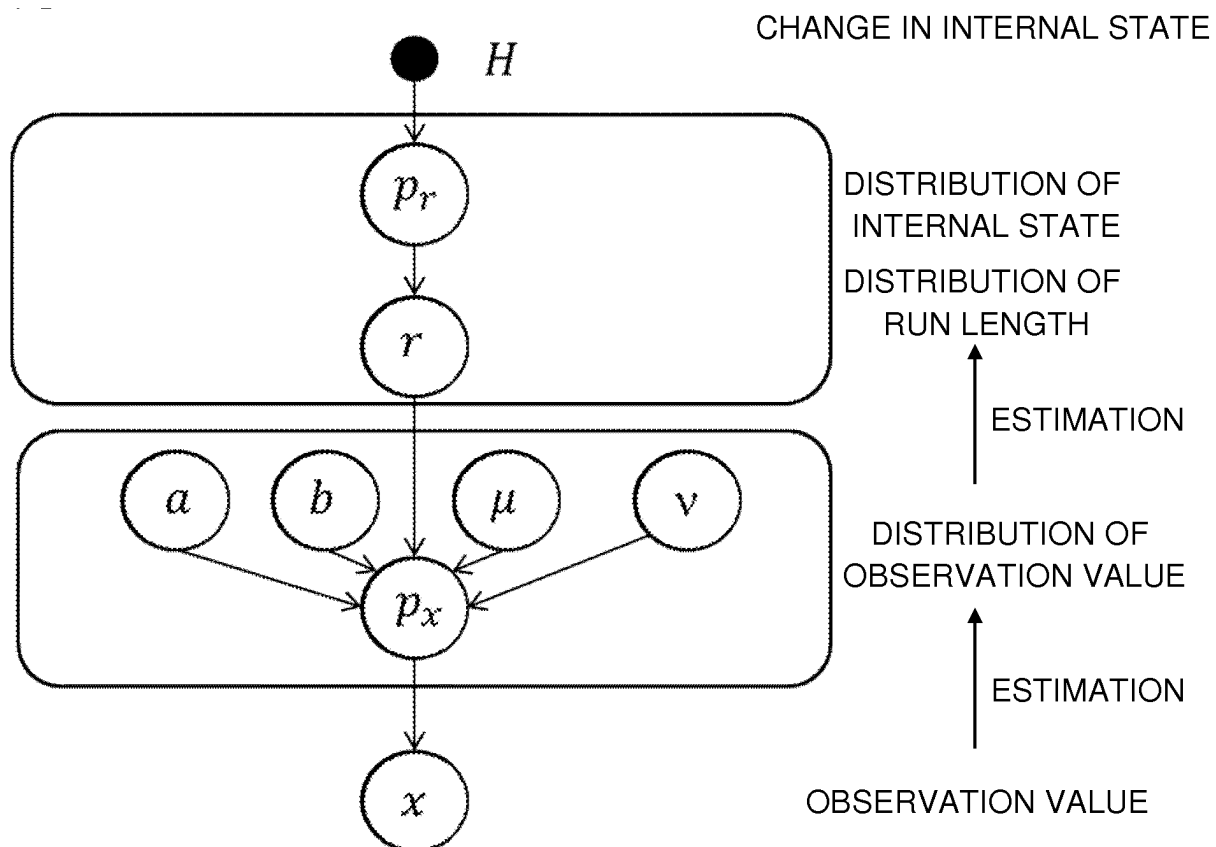 CHANGE IN INTERNAL STATE
H
p_r
DISTRIBUTION OF
INTERNAL STATE
DISTRIBUTION OF
RUN LENGTH
r
ESTIMATION
a b μ ν
DISTRIBUTION OF
OBSERVATION VALUE
p_x
ESTIMATION
x
OBSERVATION VALUE